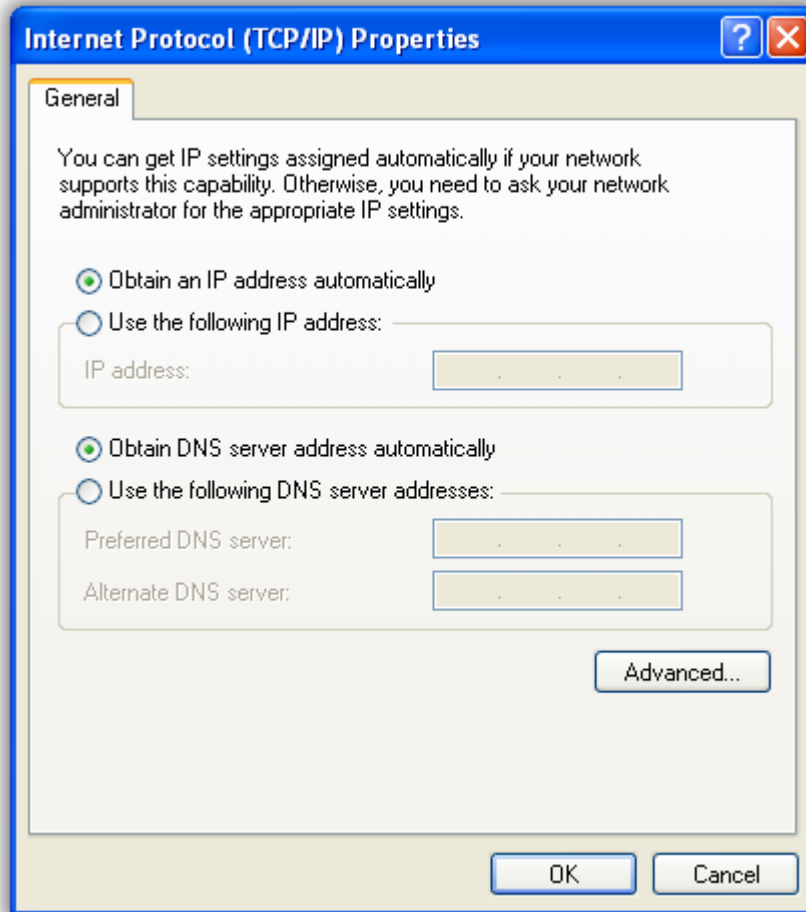 Internet Protocol (TCP/IP) Properties
General
You can get IP settings assigned automatically if your network
supports this capability. Otherwise, you need to ask your network
administrator for the appropriate IP settings.
Obtain an IP address automatically
Use the following IP address:
IP address:
Obtain DNS server address automatically
Use the following DNS server addresses:
Preferred DNS server:
Alternate DNS server:
Advanced...
OK Cancel